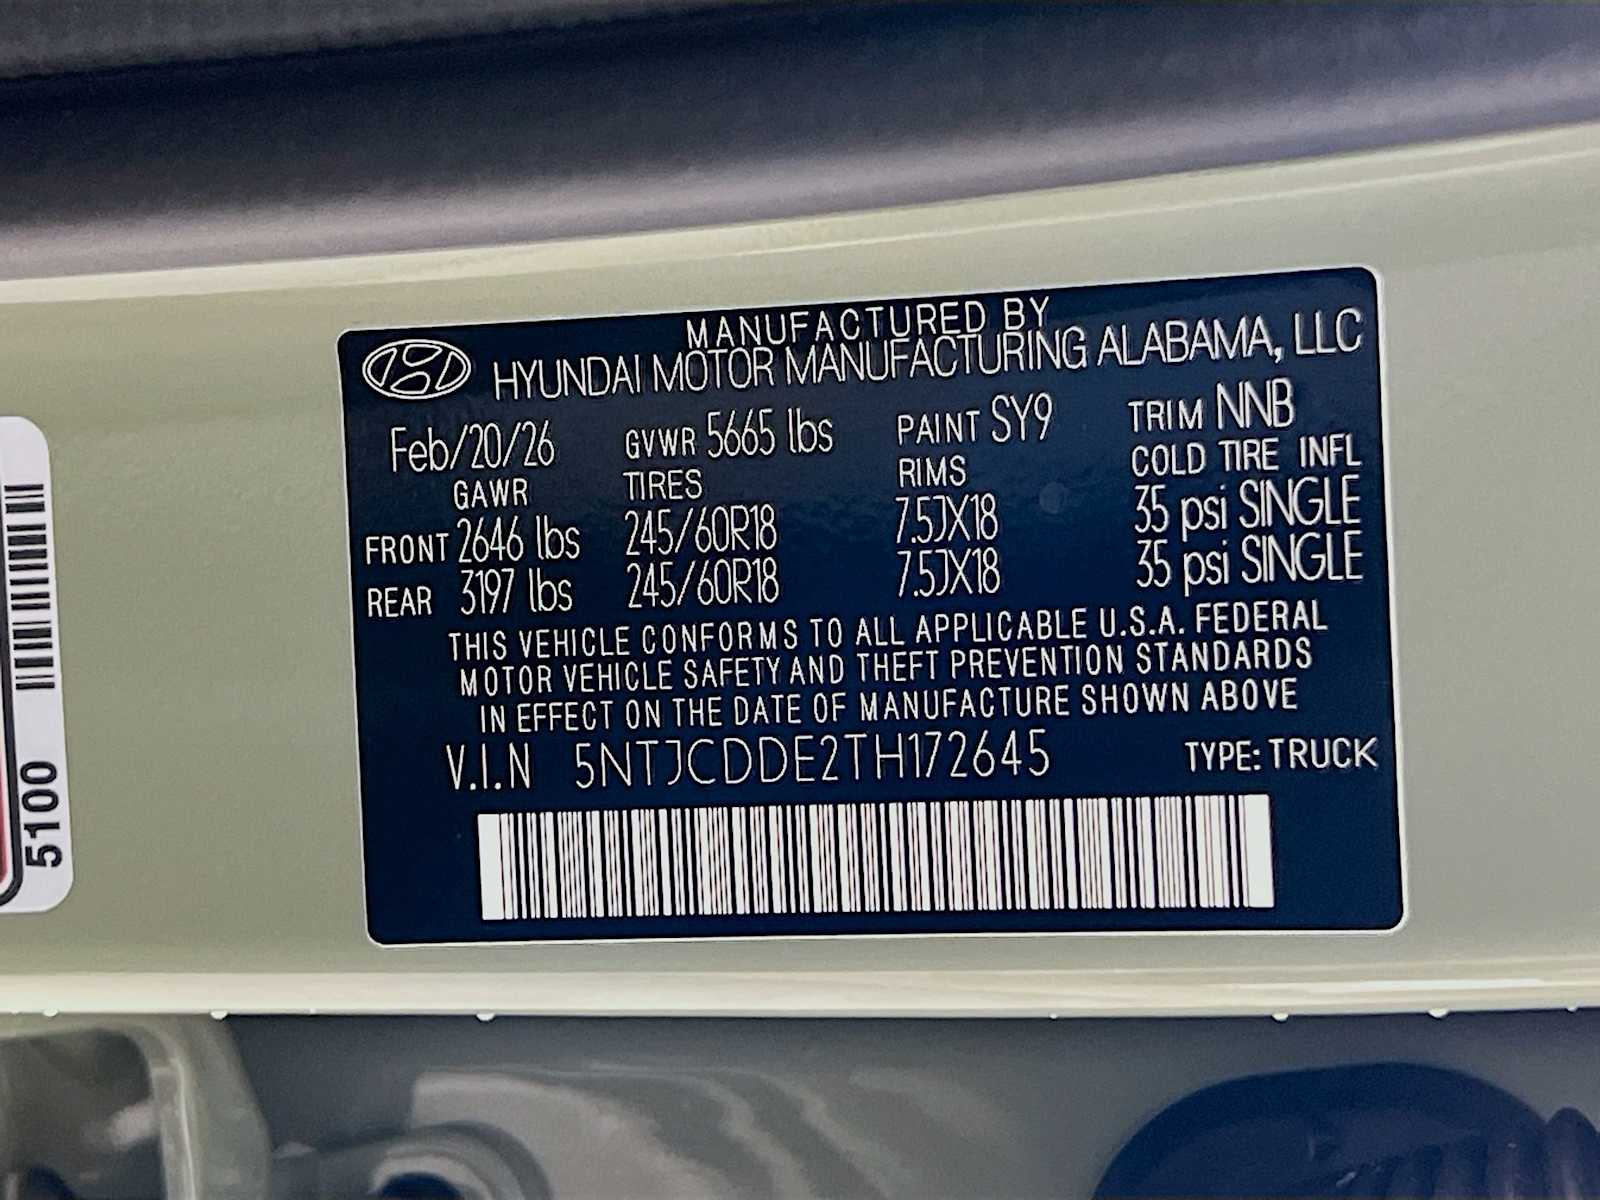 MANUFACTURED BY
HYUNDAI MOTOR MANUFACTURING ALABAMA, LLC
Feb/20/26 GVWR 5665 lbs PAINT SY9 TRIM NNB
GAWR TIRES RIMS COLD TIRE INFL
FRONT 2646 lbs 245/60R18 7.5JX18 35 psi SINGLE
REAR 3197 lbs 245/60R18 7.5JX18 35 psi SINGLE
THIS VEHICLE CONFORMS TO ALL APPLICABLE U.S.A. FEDERAL
MOTOR VEHICLE SAFETY AND THEFT PREVENTION STANDARDS
IN EFFECT ON THE DATE OF MANUFACTURE SHOWN ABOVE
V.I.N 5NTJCDDE2TH172645 TYPE: TRUCK
5100